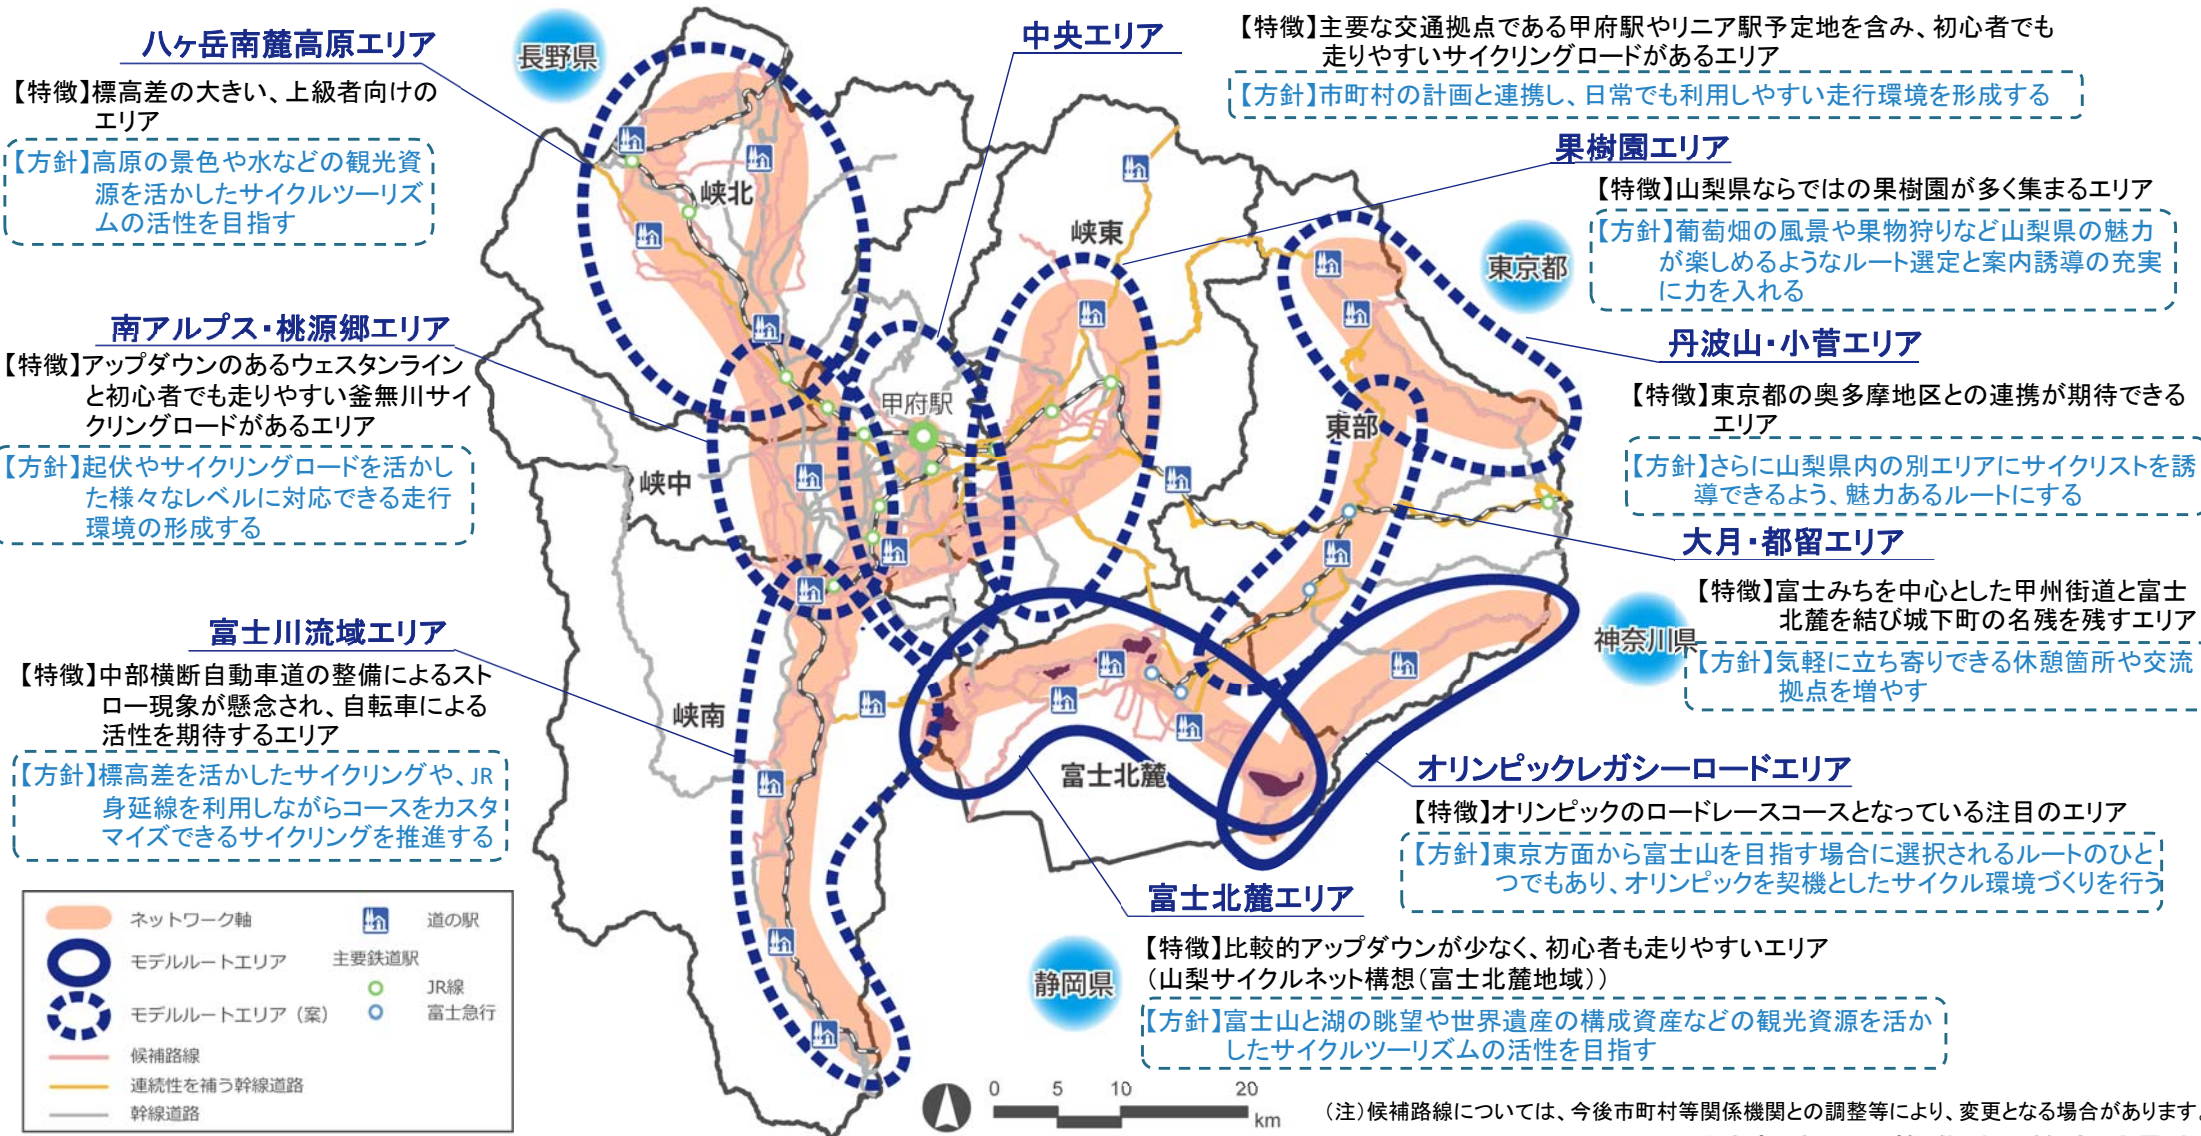 八ヶ岳南麓高原エリア
【特徴】標高差の大きい、上級者向けの
エリア
【方針】高原の景色や水などの観光資
源を活かしたサイクルツーリズ
ムの活性を目指す
南アルプス・桃源郷エリア
【特徴】アップダウンのあるウェスタンライン
と初心者でも走りやすい釜無川サイ
クリングロードがあるエリア
【方針】起伏やサイクリングロードを活かし
た様々なレベルに対応できる走行
環境の形成する
富士川流域エリア
【特徴】中部横断自動車道の整備によるスト
ロー現象が懸念され、自転車による
活性を期待するエリア
【方針】標高差を活かしたサイクリングや、JR
身延線を利用しながらコースをカスタ
マイズできるサイクリングを推進する
中央エリア
【特徴】主要な交通拠点である甲府駅やリニア駅予定地を含み、初心者でも
走りやすいサイクリングロードがあるエリア
【方針】市町村の計画と連携し、日常でも利用しやすい走行環境を形成する
果樹園エリア
【特徴】山梨県ならではの果樹園が多く集まるエリア
【方針】葡萄畑の風景や果物狩りなど山梨県の魅力
が楽しめるようなルート選定と案内誘導の充実
に力を入れる
丹波山・小菅エリア
【特徴】東京都の奥多摩地区との連携が期待できる
エリア
【方針】さらに山梨県内の別エリアにサイクリストを誘
導できるよう、魅力あるルートにする
大月・都留エリア
【特徴】富士みちを中心とした甲州街道と富士
北麓を結び城下町の名残を残すエリア
【方針】気軽に立ち寄りできる休憩箇所や交流
拠点を増やす
オリンピックレガシーロードエリア
【特徴】オリンピックのロードレースコースとなっている注目のエリア
【方針】東京方面から富士山を目指す場合に選択されるルートのひと
つでもあり、オリンピックを契機としたサイクル環境づくりを行う
富士北麓エリア
【特徴】比較的アップダウンが少なく、初心者も走りやすいエリア
（山梨サイクルネット構想（富士北麓地域））
【方針】富士山と湖の眺望や世界遺産の構成資産などの観光資源を活か
したサイクルツーリズムの活性を目指す
長野県
東京都
神奈川県
静岡県
峡北
峡東
甲府駅
東部
峡中
峡南
富士北麓
ネットワーク軸
モデルルートエリア
モデルルートエリア（案）
候補路線
連続性を補う幹線道路
幹線道路
道の駅
主要鉄道駅
JR線
富士急行
0 5 10 20
km
（注）候補路線については、今後市町村等関係機関との調整等により、変更となる場合があります。